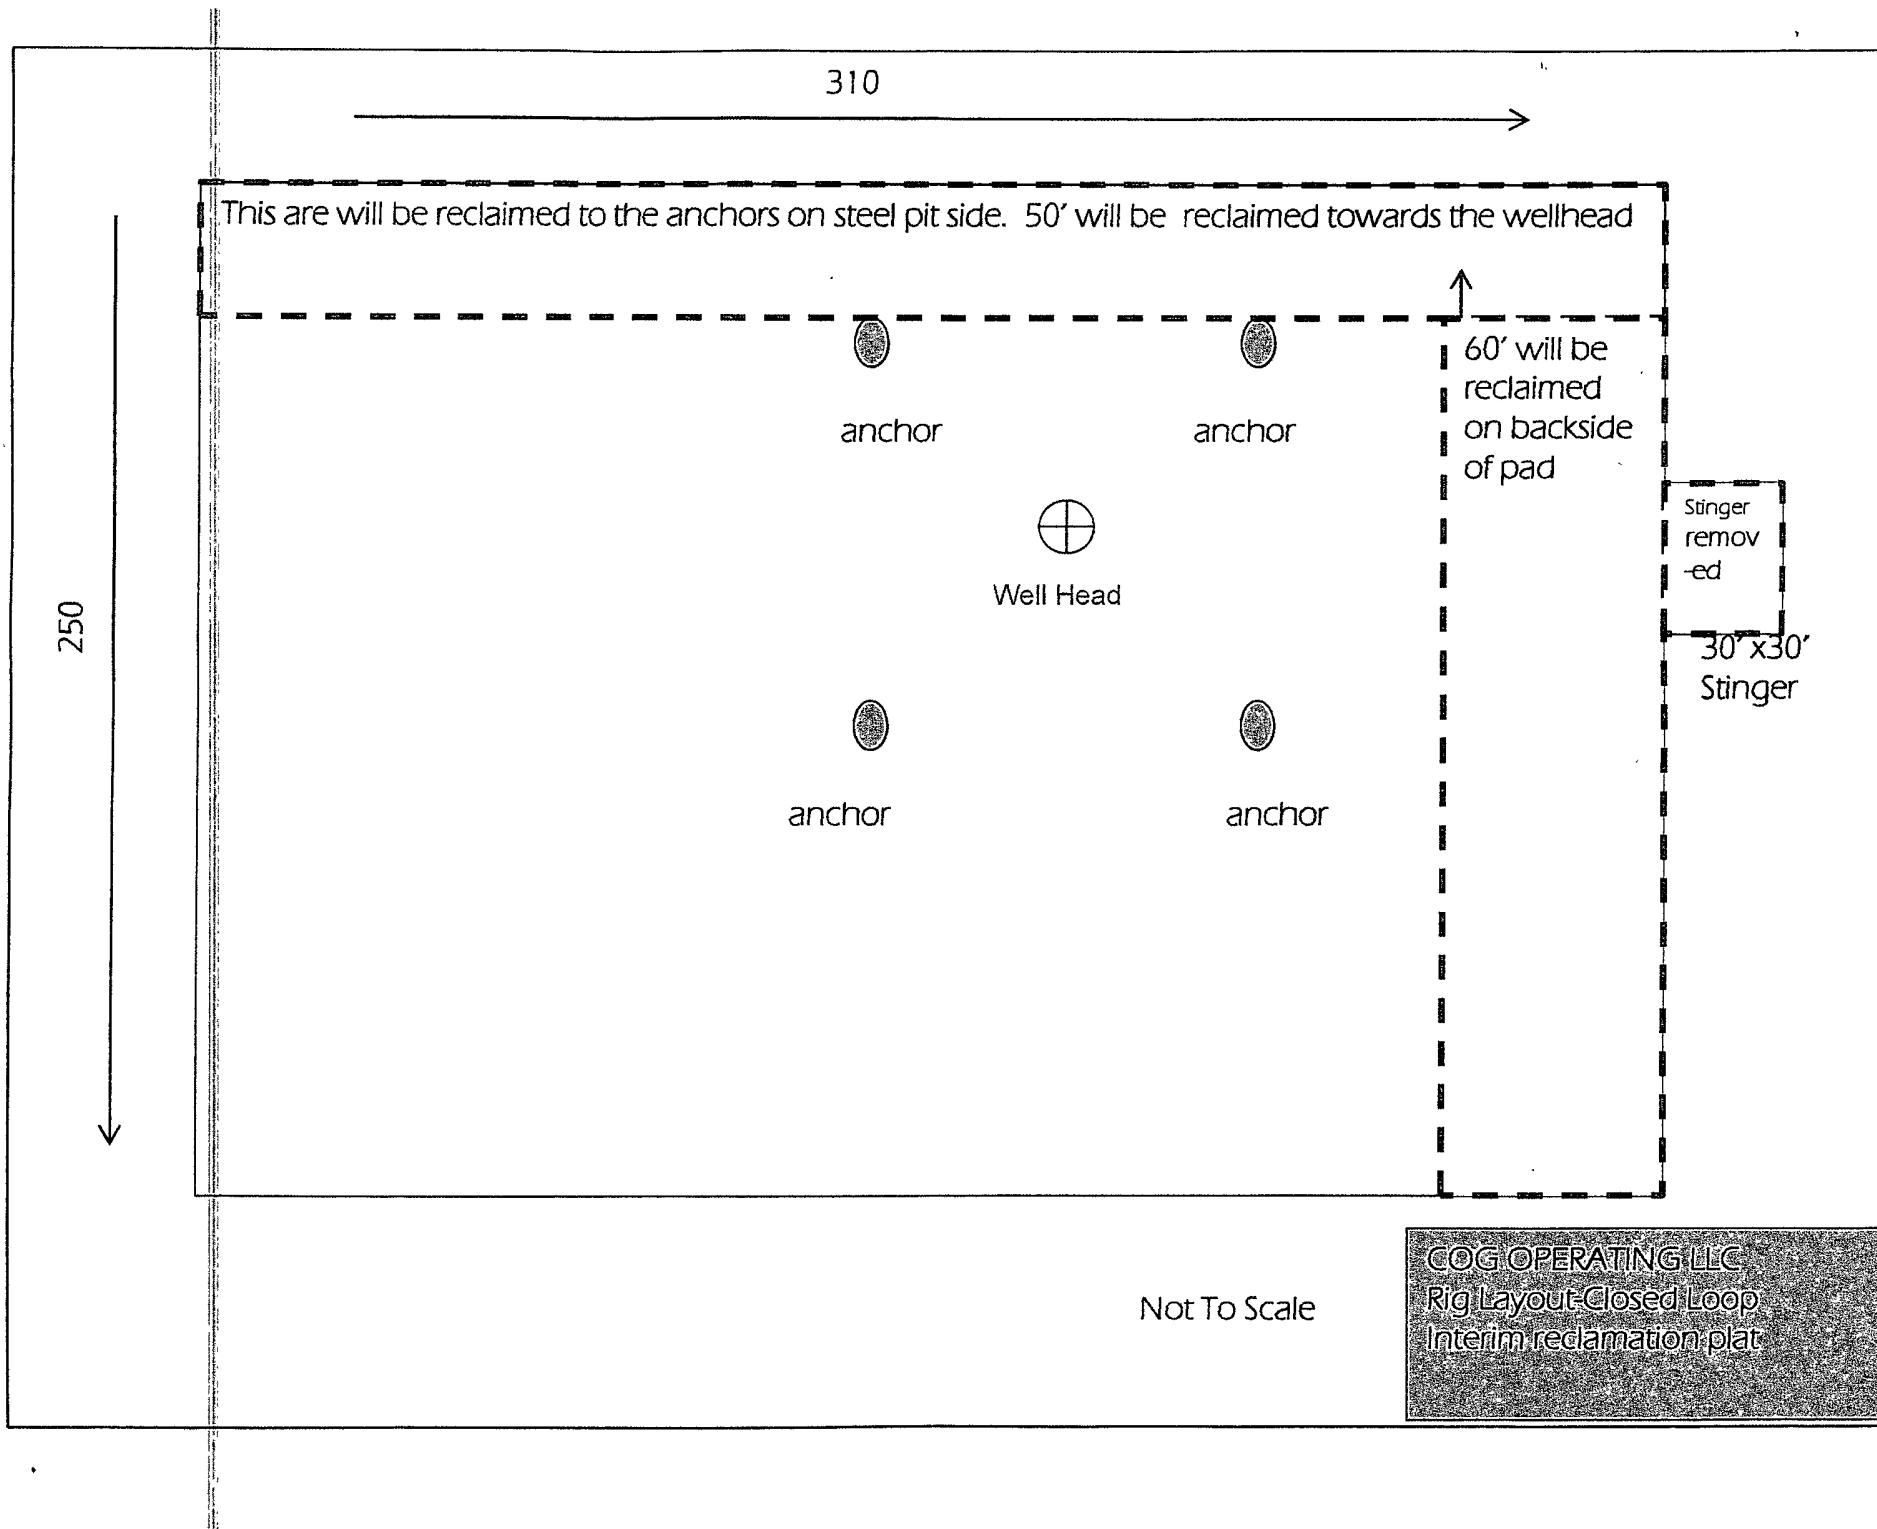 310
This are will be reclaimed to the anchors on steel pit side. 50' will be reclaimed towards the wellhead
60' will be
reclaimed
on backside
of pad
anchor
anchor
Stinger
remov
-ed
Well Head
250
30' x30'
Stinger
anchor
anchor
COG OPERATING LLC
Rig Layout-Closed Loop
Interim reclamation plat
Not To Scale